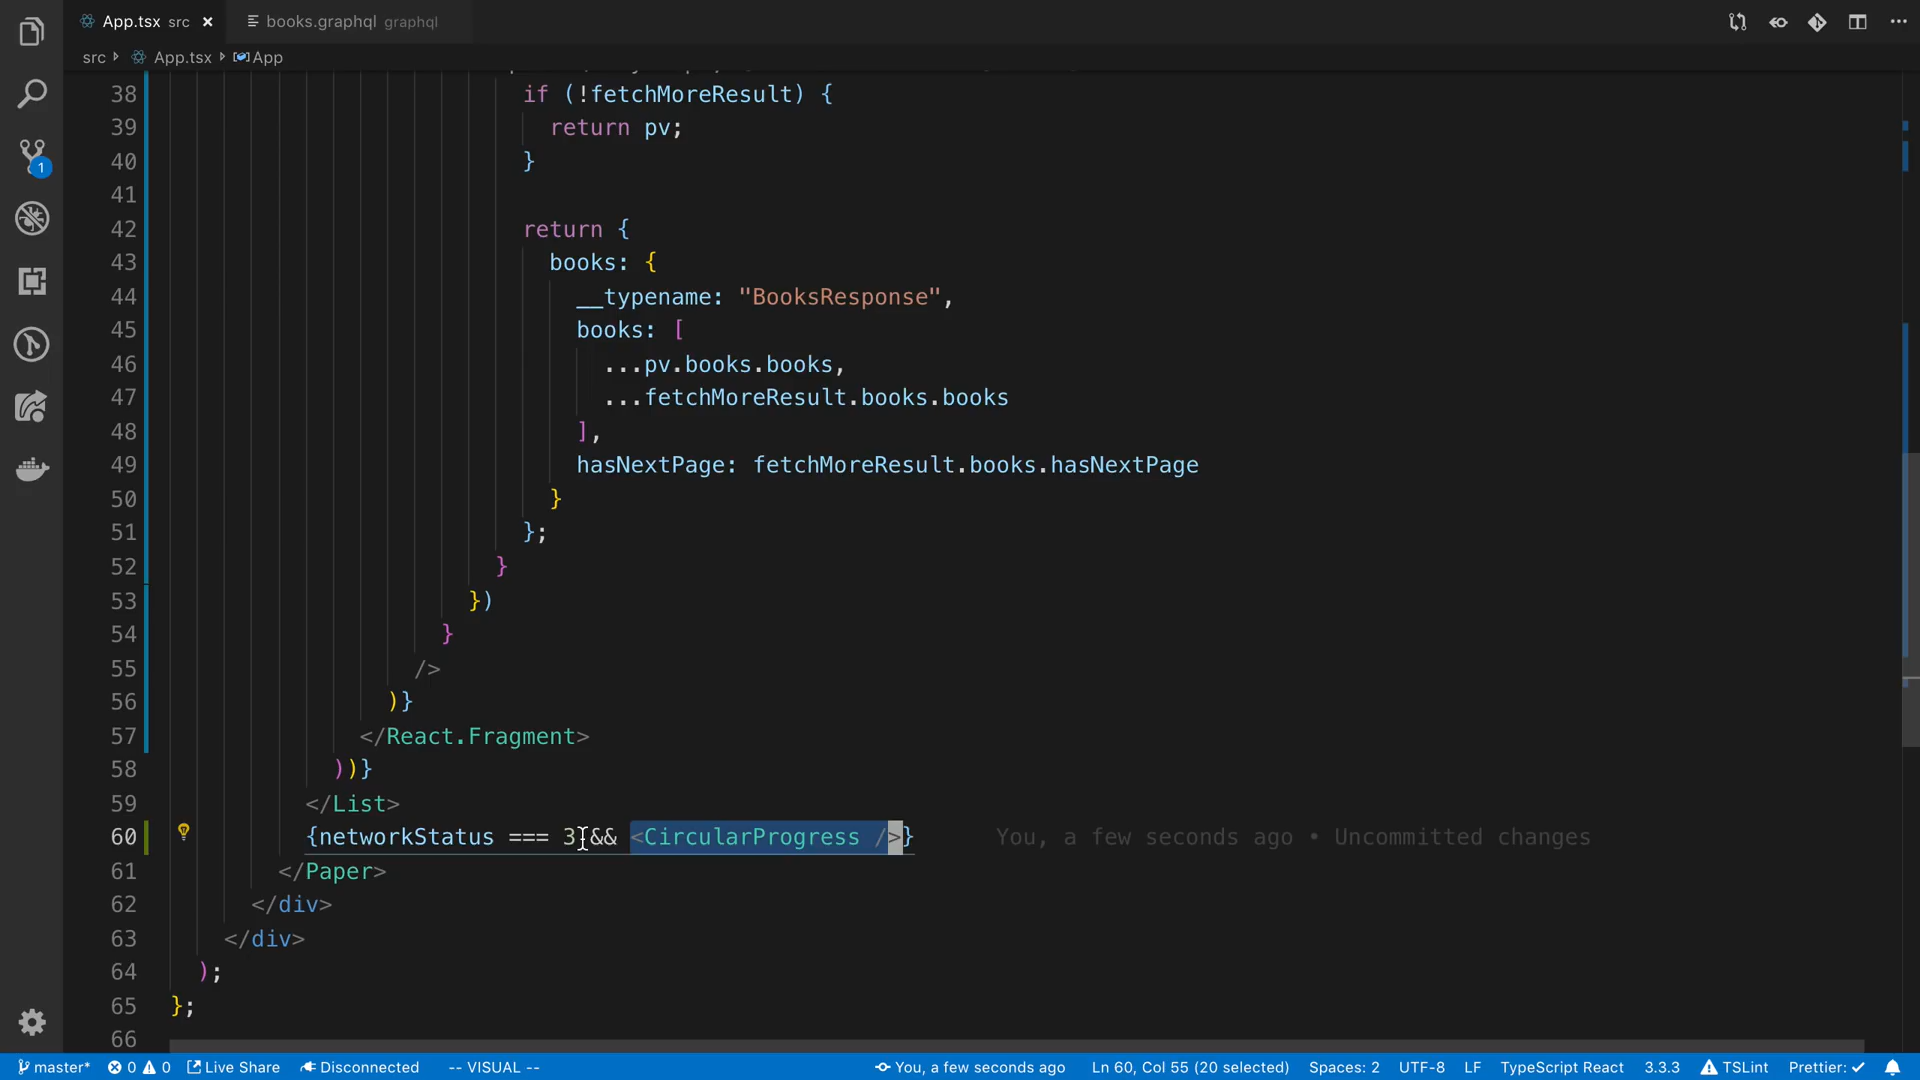 App.tsx src × books.graphql graphql
src App.tsx App
38 if (!fetchMoreResult) {
39 return pv;
40 }
41
42 return {
43 books: {
44 __typename: "BooksResponse",
45 books: [
46 ...pv.books.books,
47 ...fetchMoreResult.books.books
48 ],
49 hasNextPage: fetchMoreResult.books.hasNextPage
50 }
51 };
52 }
53 })
54 }
55 />
56 )}
57 </React.Fragment>
58 ))}
59 </List>
60 {networkStatus === 3 && <CircularProgress />} You, a few seconds ago • Uncommitted changes
61 </Paper>
62 </div>
63 </div>
64 );
65 };
66
1
master* 0 0 Live Share Disconnected -- VISUAL -- You, a few seconds ago Ln 60, Col 55 (20 selected) Spaces: 2 UTF-8 LF TypeScript React 3.3.3 TSLint Prettier: ✓